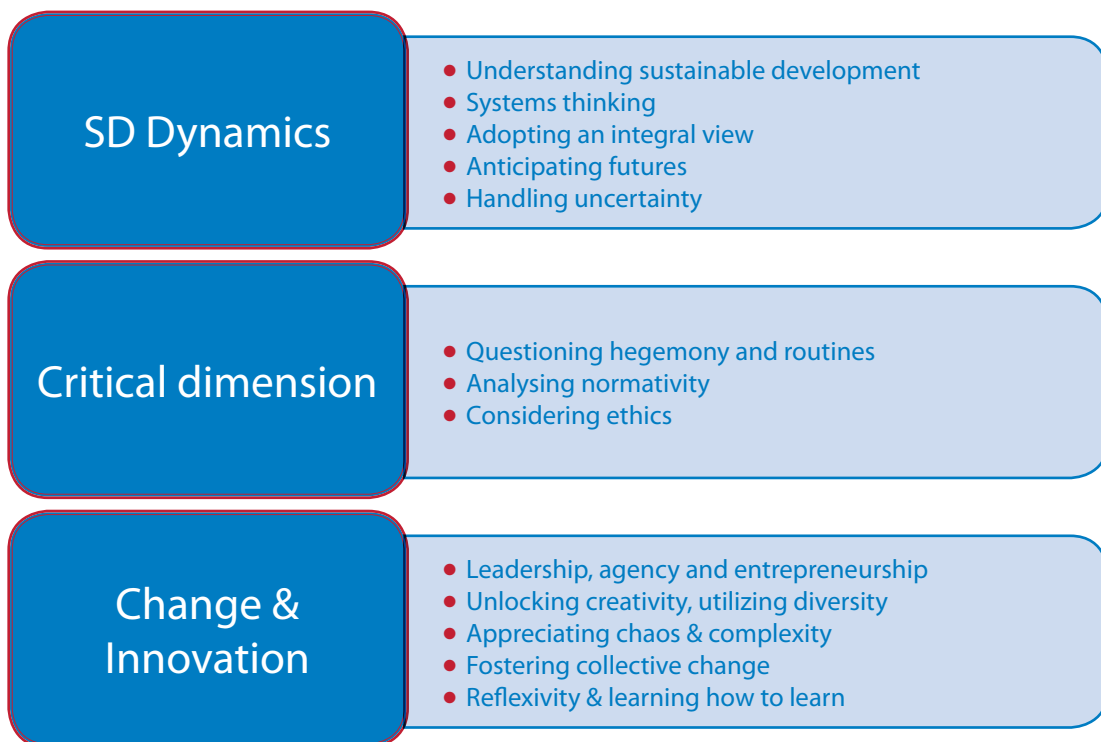 SD Dynamics
• Understanding sustainable development
• Systems thinking
• Adopting an integral view
• Anticipating futures
• Handling uncertainty
Critical dimension
• Questioning hegemony and routines
• Analysing normativity
• Considering ethics
Change &
Innovation
• Leadership, agency and entrepreneurship
• Unlocking creativity, utilizing diversity
• Appreciating chaos & complexity
• Fostering collective change
• Reflexivity & learning how to learn